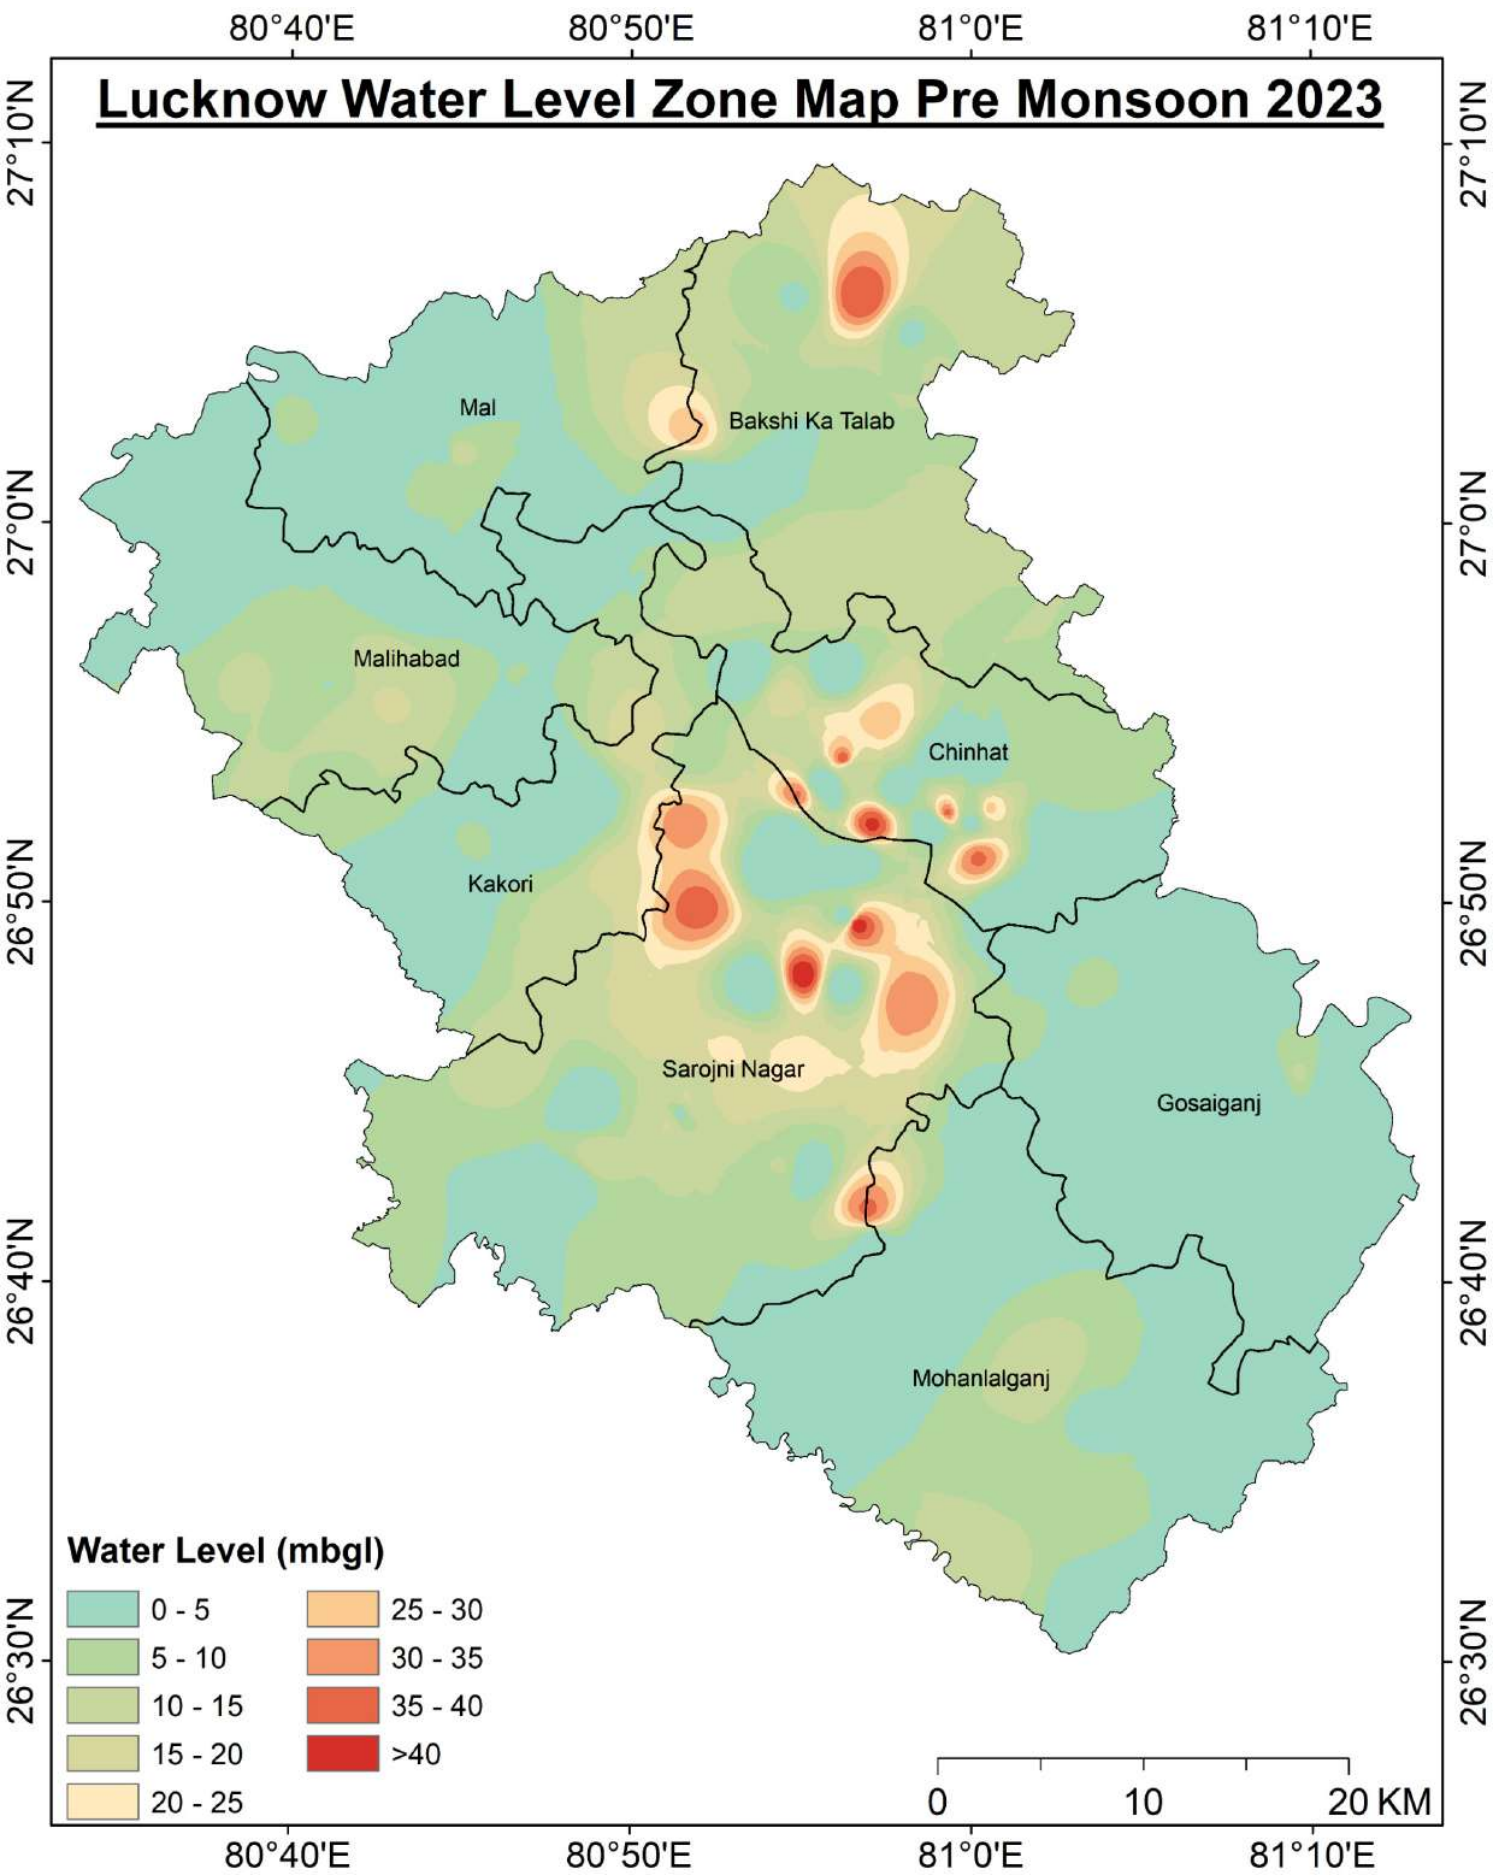 80°40'E 80°50'E 81°0'E 81°10'E
Lucknow Water Level Zone Map Pre Monsoon 2023
27°10'N 27°10'N
Mal
Bakshi Ka Talab
27°0'N 27°0'N
Malihabad
Chinhat
Kakori
26°50'N 26°50'N
Sarojni Nagar
Gosaiganj
26°40'N 26°40'N
Mohanlalganj
Water Level (mbgl)
0 - 5 25 - 30
5 - 10 30 - 35
10 - 15 35 - 40
15 - 20 >40
20 - 25
26°30'N 26°30'N
0 10 20 KM
80°40'E 80°50'E 81°0'E 81°10'E